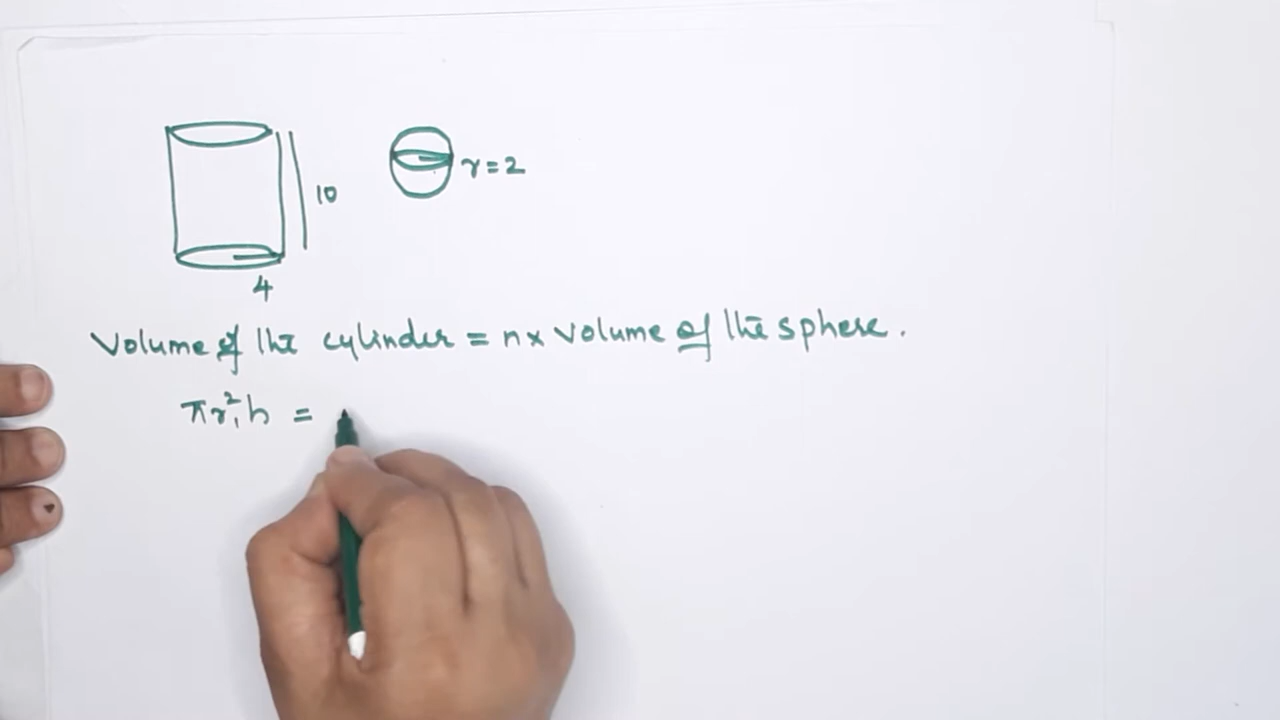 10
r=2
4
Volume of the cylinder = n x volume of the sphere.
πr₁²h =